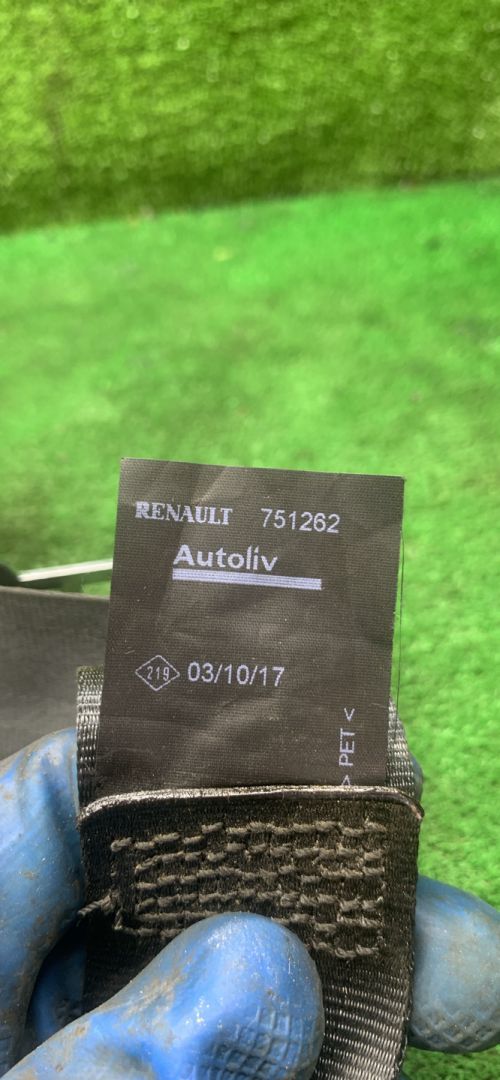 RENAULT 751262
Autoliv
219 03/10/17
> PET <